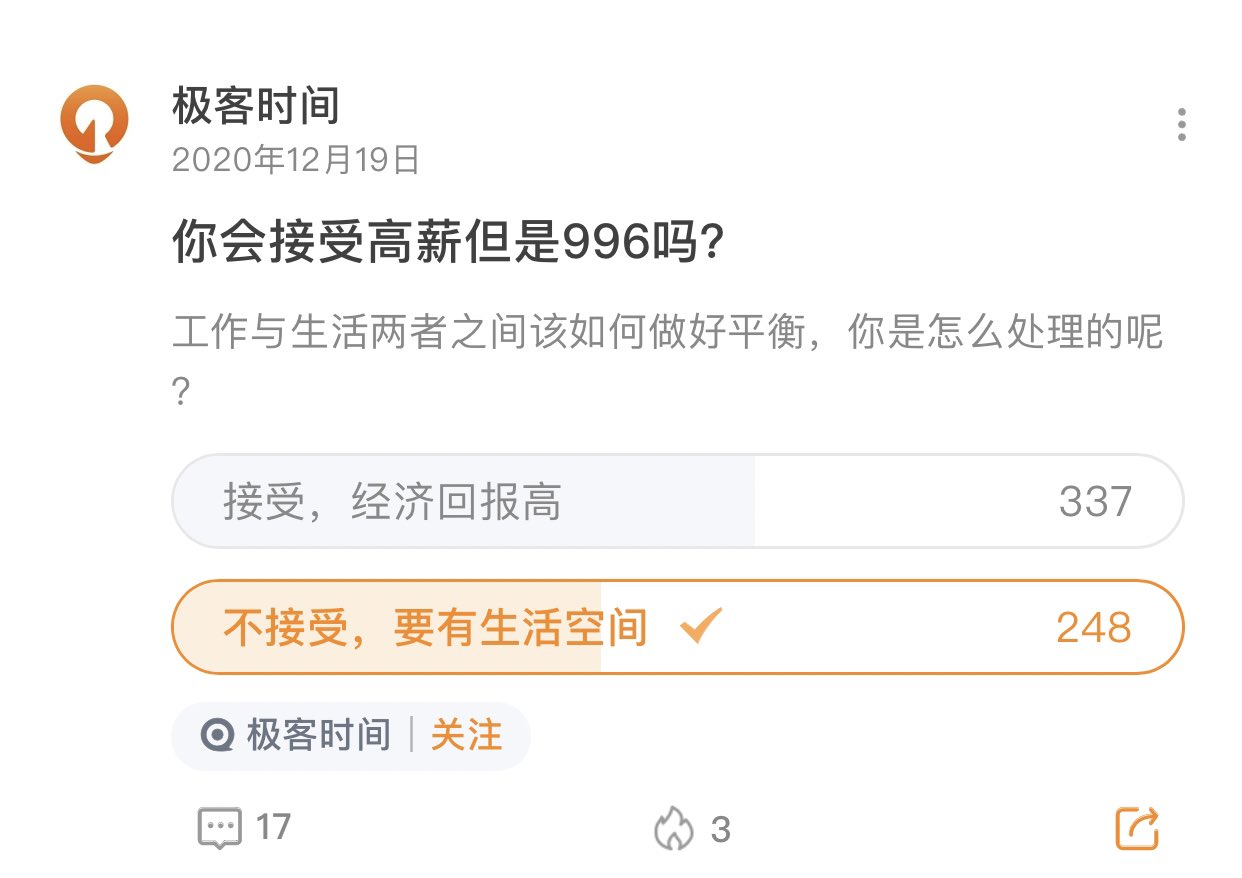 极客时间
2020年12月19日
你会接受高薪但是996吗?
工作与生活两者之间该如何做好平衡，你是怎么处理的呢
?
接受，经济回报高 337
不接受，要有生活空间 248
极客时间 | 关注
17 3